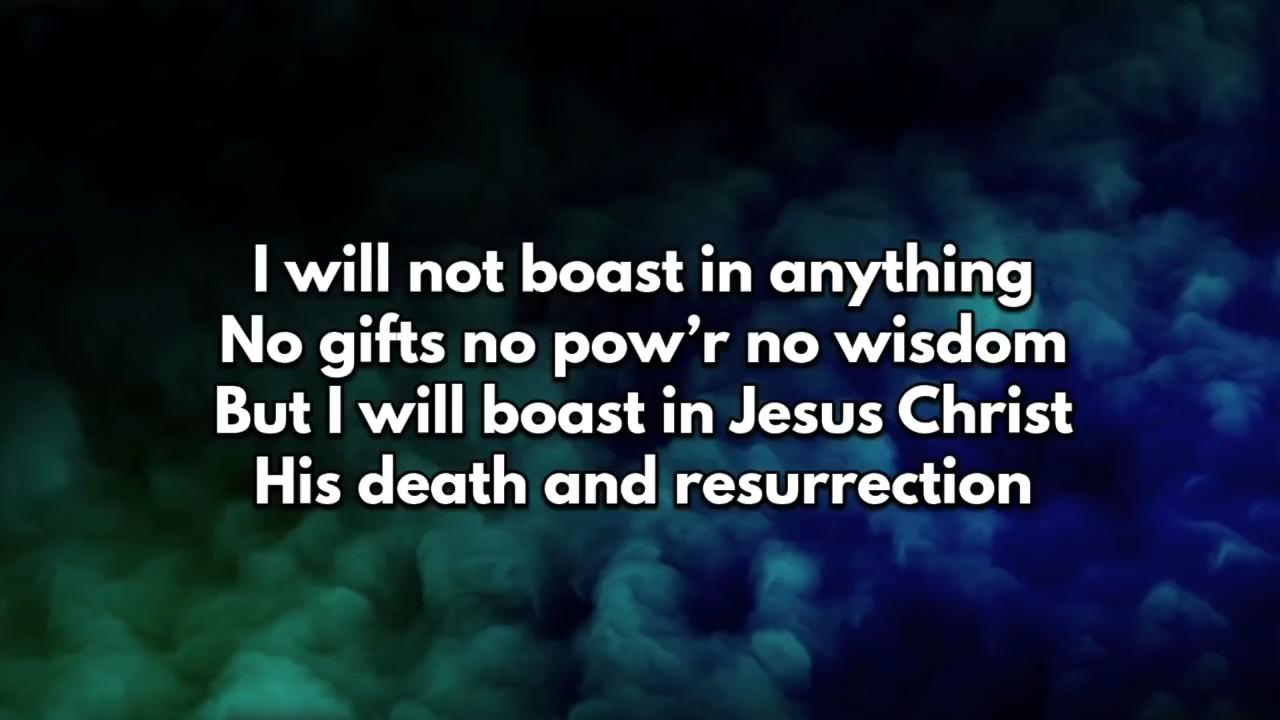 I will not boast in anything
No gifts no pow’r no wisdom
But I will boast in Jesus Christ
His death and resurrection